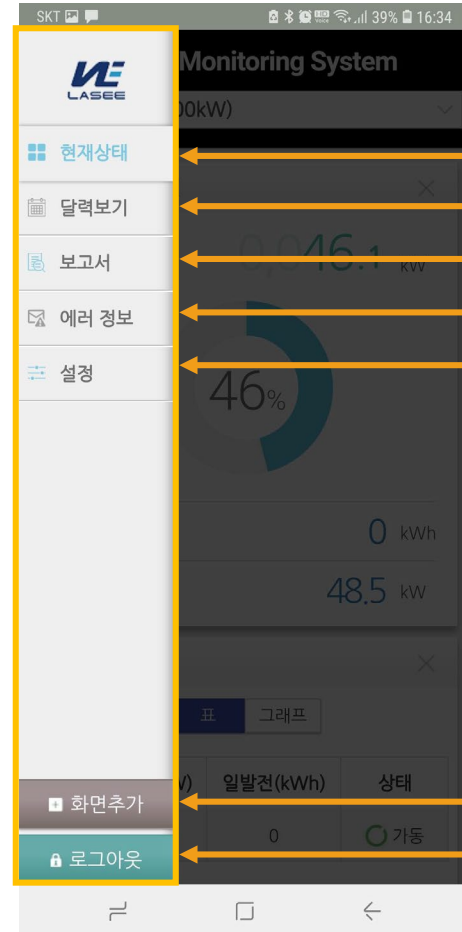 SKT 39% 16:34
LASEE
Monitoring System
00kW)
현재상태
달력보기
0,046.1 kW
보고서
에러 정보
설정
46%
0 kWh
48.5 kW
표 그래프
V) 일발전(kWh) 상태
화면추가
0 가동
로그아웃